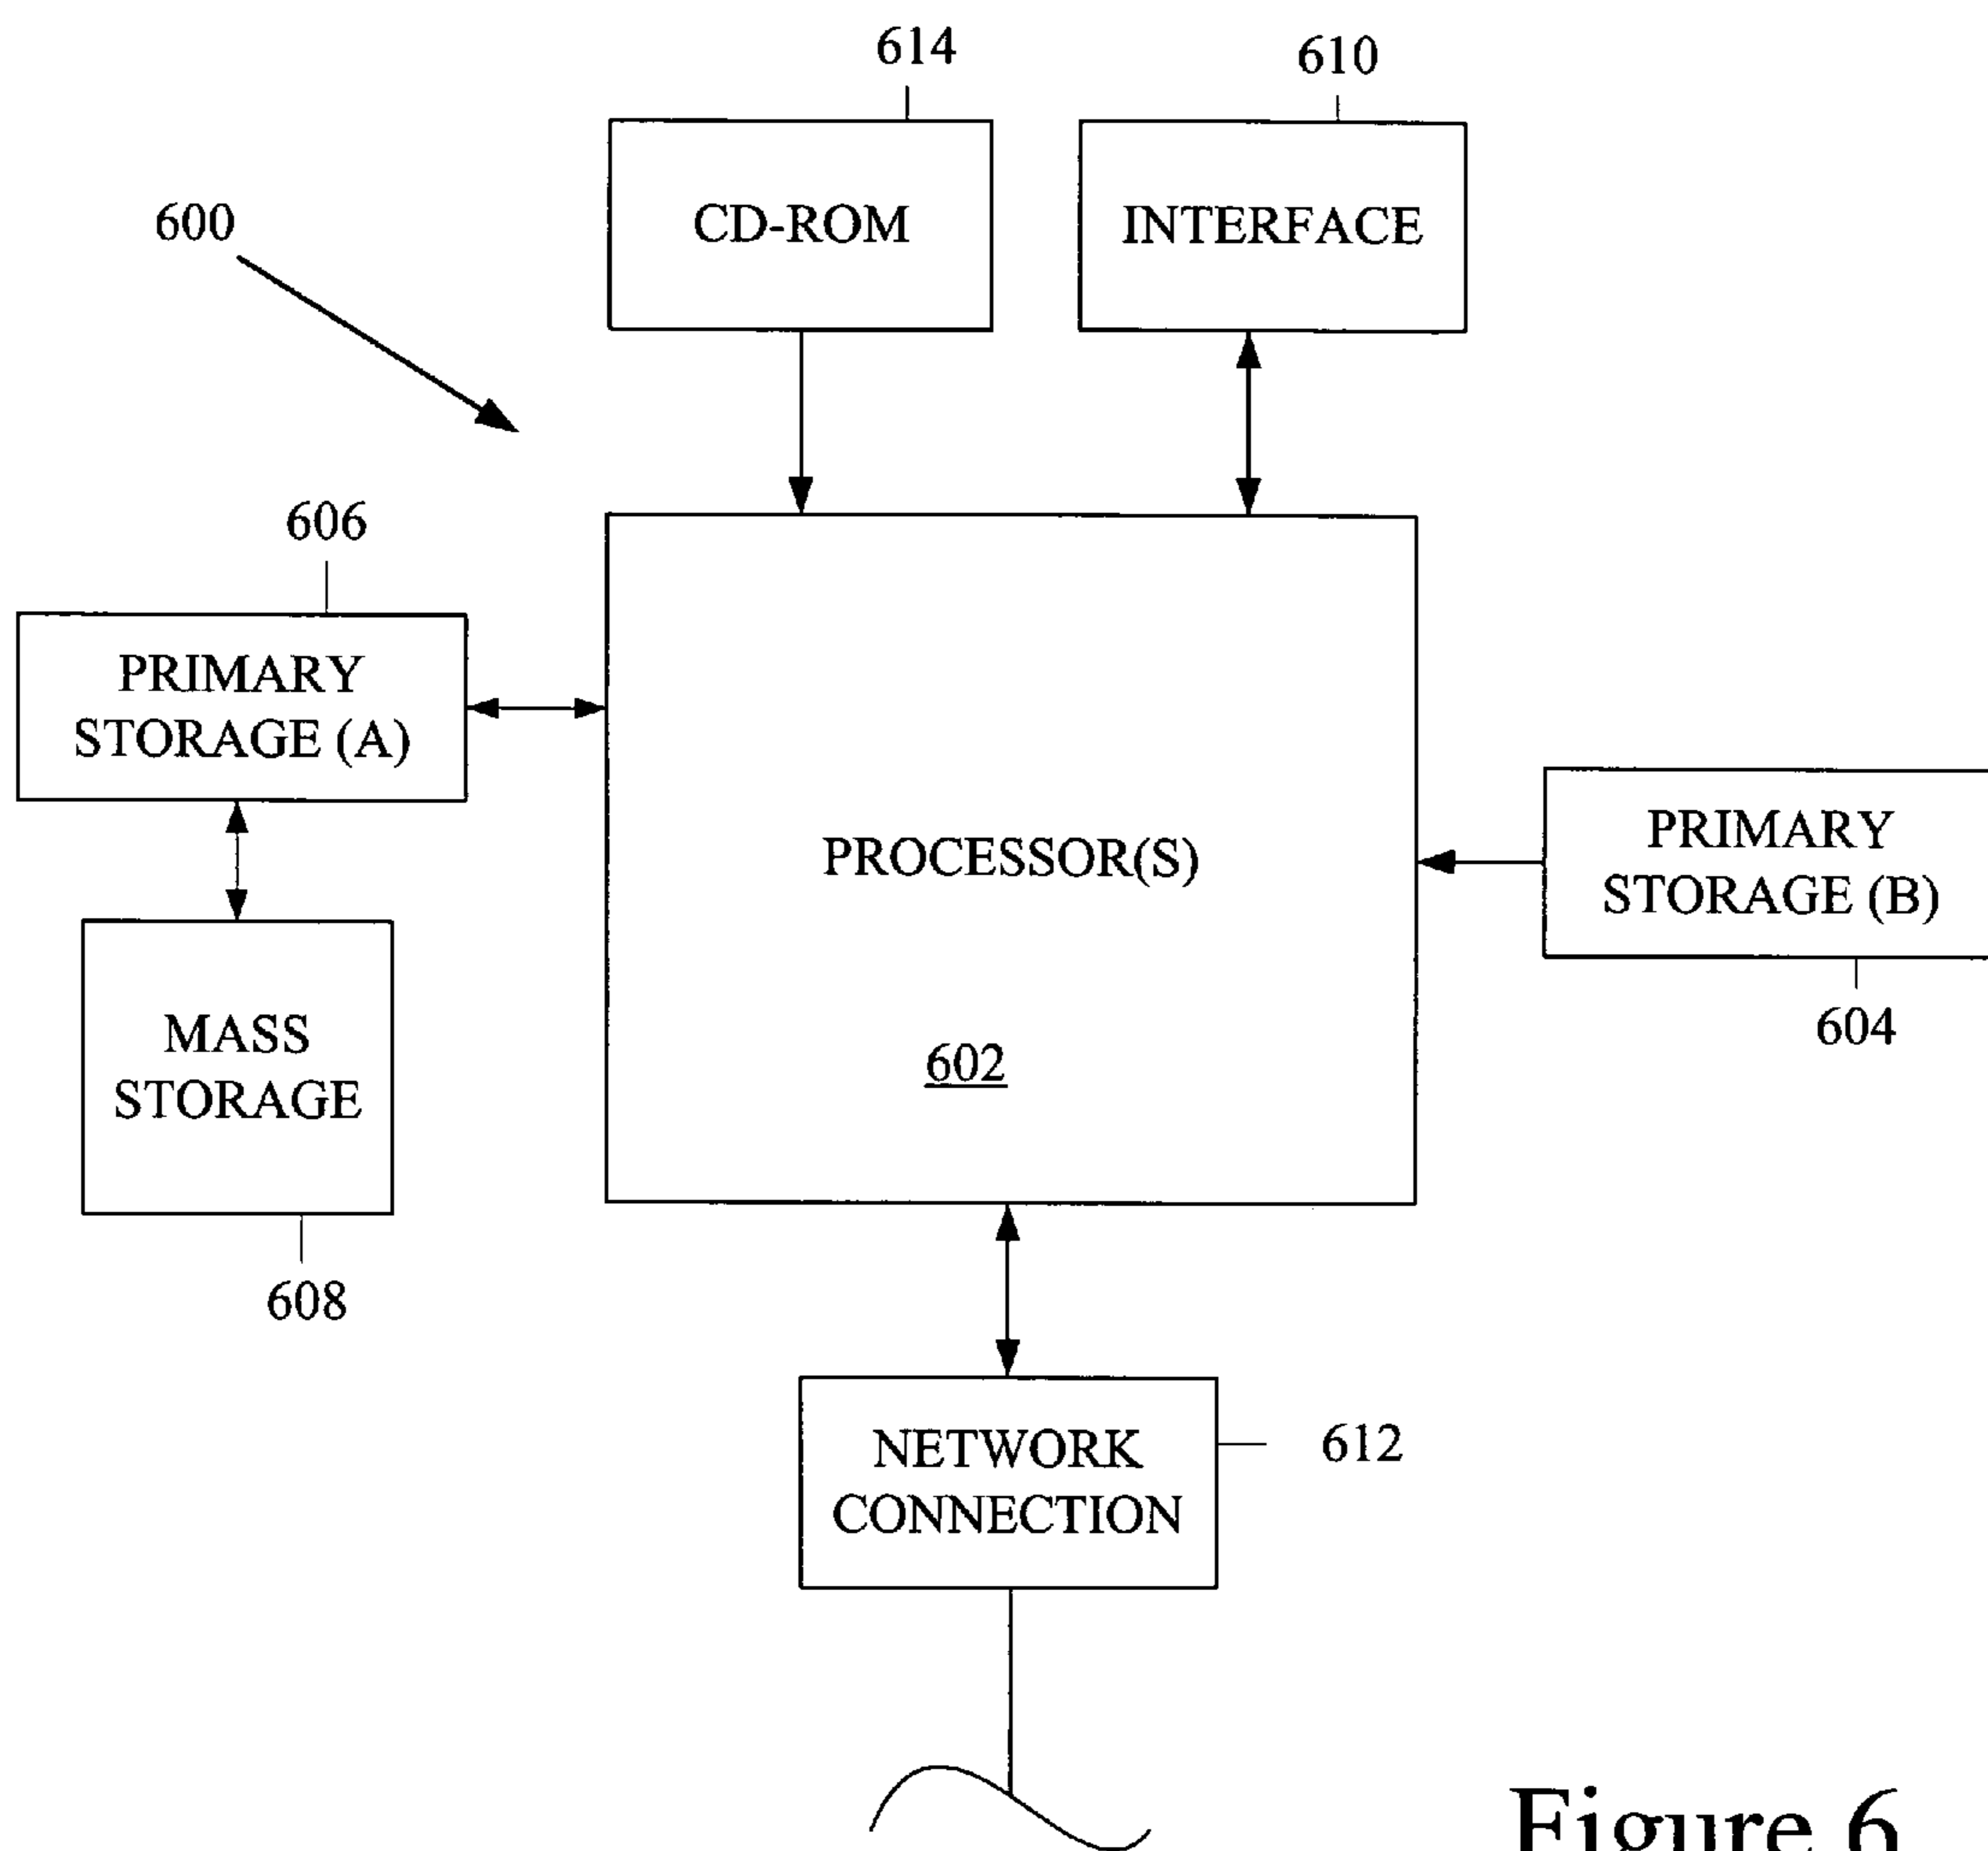 614
610
600
CD-ROM
INTERFACE
606
PRIMARY
STORAGE (A)
PROCESSOR(S)
PRIMARY
STORAGE (B)
604
MASS
STORAGE
602
608
NETWORK
CONNECTION
612
Figure 6